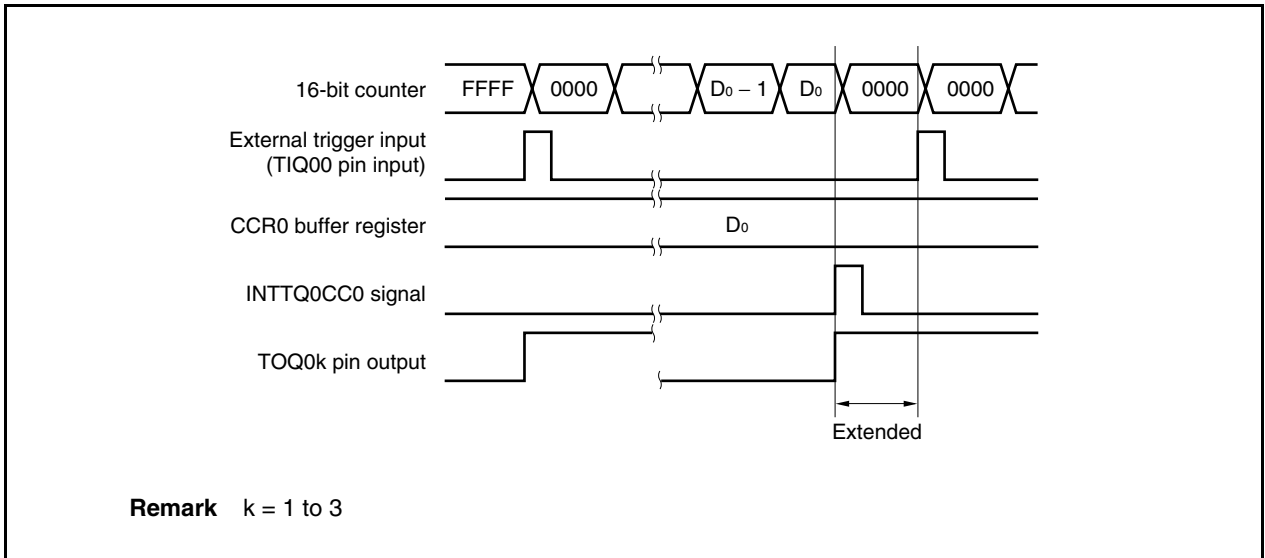 16-bit counter FFFF 0000 D0 − 1 D0 0000 0000
External trigger input
(TIQ00 pin input)
CCR0 buffer register D0
INTTQ0CC0 signal
TOQ0k pin output
Extended
Remark k = 1 to 3